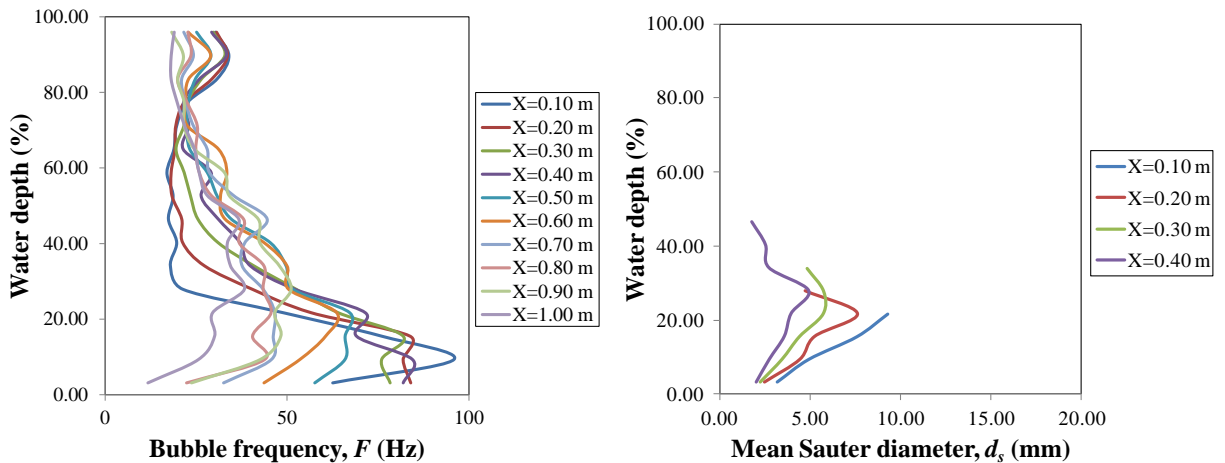 100.00
80.00
60.00
40.00
20.00
0.00
Water depth (%)
0
50
100
Bubble frequency, F (Hz)
X=0.10 m
X=0.20 m
X=0.30 m
X=0.40 m
X=0.50 m
X=0.60 m
X=0.70 m
X=0.80 m
X=0.90 m
X=1.00 m
100.00
80.00
60.00
40.00
20.00
0.00
Water depth (%)
0.00
5.00
10.00
15.00
20.00
Mean Sauter diameter, ds (mm)
X=0.10 m
X=0.20 m
X=0.30 m
X=0.40 m